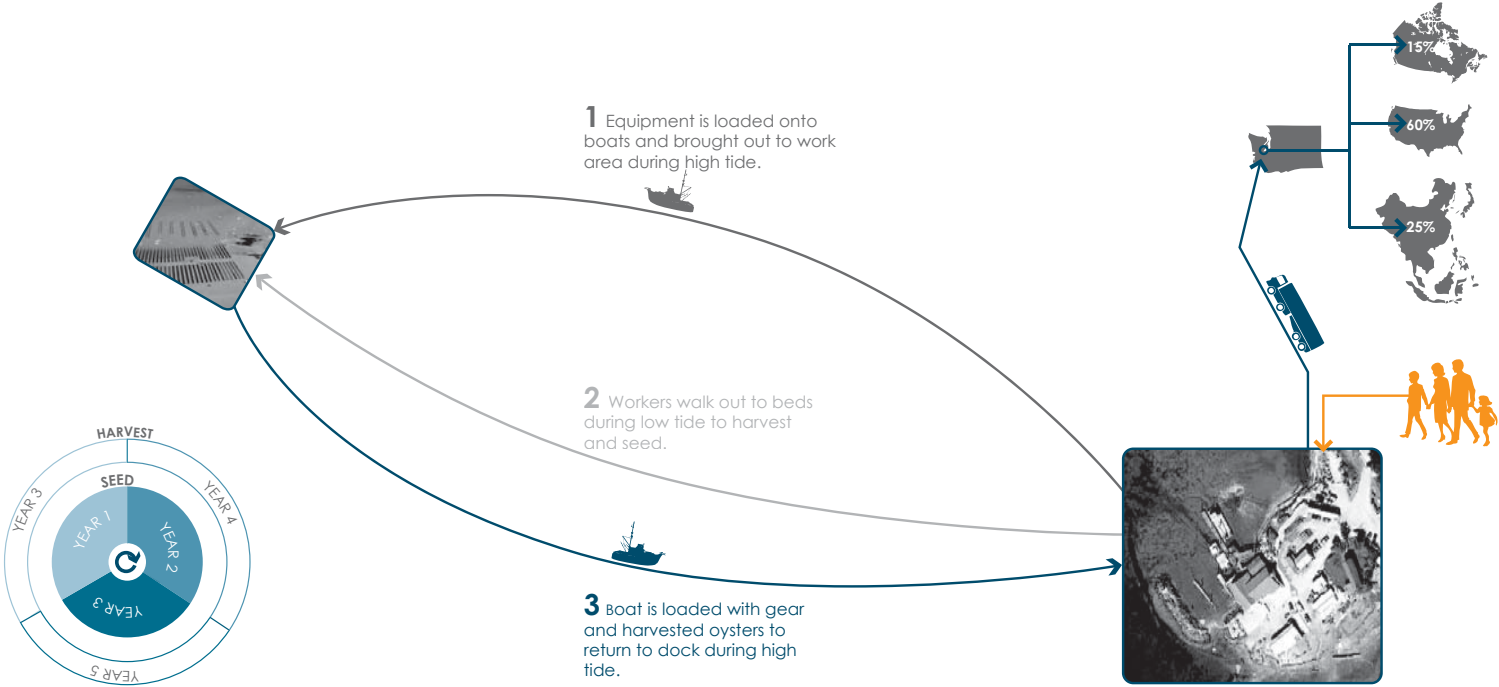 15%
60%
25%
1 Equipment is loaded onto
boats and brought out to work
area during high tide.
2 Workers walk out to beds
during low tide to harvest
and seed.
3 Boat is loaded with gear
and harvested oysters to
return to dock during high
tide.
HARVEST
SEED
YEAR 1
YEAR 2
YEAR 3
YEAR 3
YEAR 4
YEAR 5